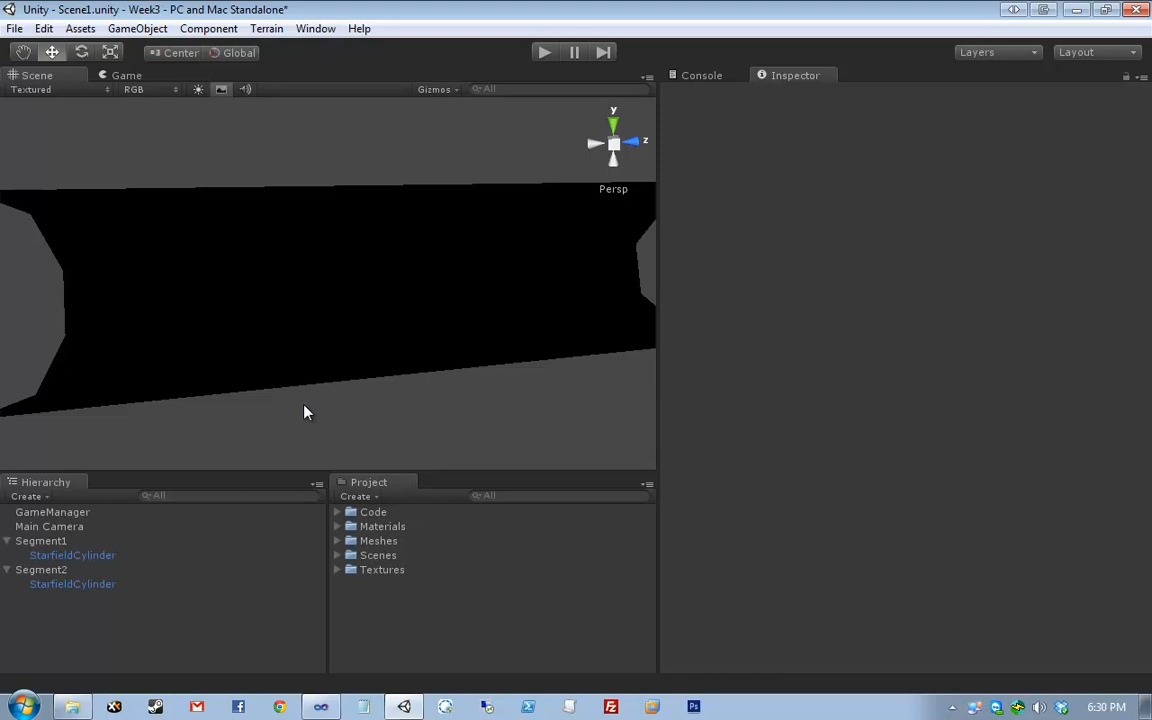 Unity - Scene1.unity - Week3 - PC and Mac Standalone*
File Edit Assets GameObject Component Terrain Window Help
Center Global Layers Layout
Scene Game Console Inspector
Textured RGB Gizmos All
y
z
Persp
Hierarchy Project
Create All Create All
GameManager Code
Main Camera Materials
Segment1 Meshes
StarfieldCylinder Scenes
Segment2 Textures
StarfieldCylinder
6:30 PM